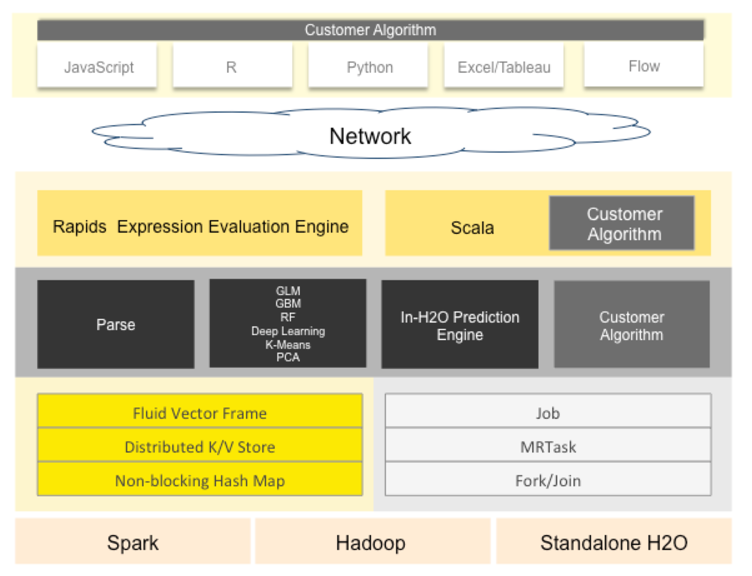 Customer Algorithm
JavaScript
R
Python
Excel/Tableau
Flow
Network
Rapids Expression Evaluation Engine
Scala
Customer
Algorithm
Parse
GLM
GBM
RF
Deep Learning
K-Means
PCA
In-H2O Prediction
Engine
Customer
Algorithm
Fluid Vector Frame
Distributed K/V Store
Non-blocking Hash Map
Job
MRTask
Fork/Join
Spark
Hadoop
Standalone H2O